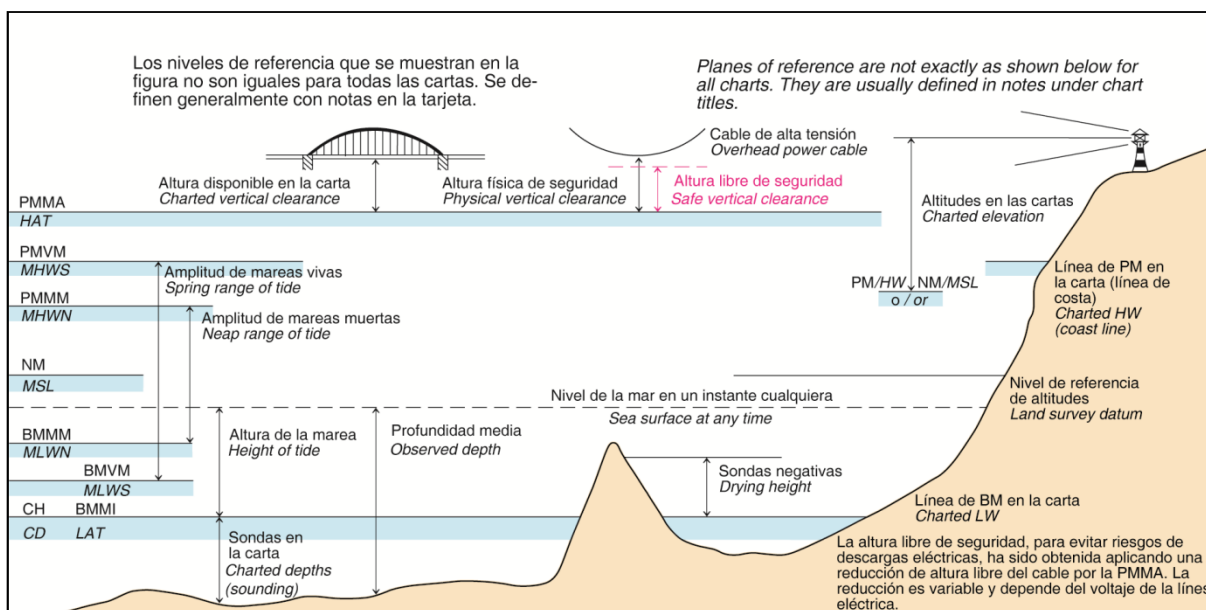 Los niveles de referencia que se muestran en la
figura no son iguales para todas las cartas. Se de-
finen generalmente con notas en la tarjeta.
Planes of reference are not exactly as shown below for
all charts. They are usually defined in notes under chart
titles.
Cable de alta tensión
Overhead power cable
Altura disponible en la carta
Charted vertical clearance
Altura física de seguridad
Physical vertical clearance
Altura libre de seguridad
Safe vertical clearance
Altitudes en las cartas
Charted elevation
PMMA
HAT
PMVM
MHWS
Amplitud de mareas vivas
Spring range of tide
PMMM
MHWN
Amplitud de mareas muertas
Neap range of tide
PM/HW NM/MSL
o / or
Línea de PM en
la carta (línea de
costa)
Charted HW
(coast line)
NM
MSL
Nivel de la mar en un instante cualquiera
Sea surface at any time
Nivel de referencia
de altitudes
Land survey datum
BMMM
MLWN
Altura de la marea
Height of tide
Profundidad media
Observed depth
BMVM
MLWS
Sondas negativas
Drying height
CH BMMI
CD LAT
Línea de BM en la carta
Charted LW
Sondas en
la carta
Charted depths
(sounding)
La altura libre de seguridad, para evitar riesgos de
descargas eléctricas, ha sido obtenida aplicando una
reducción de altura libre del cable por la PMMA. La
reducción es variable y depende del voltaje de la línes
eléctrica.